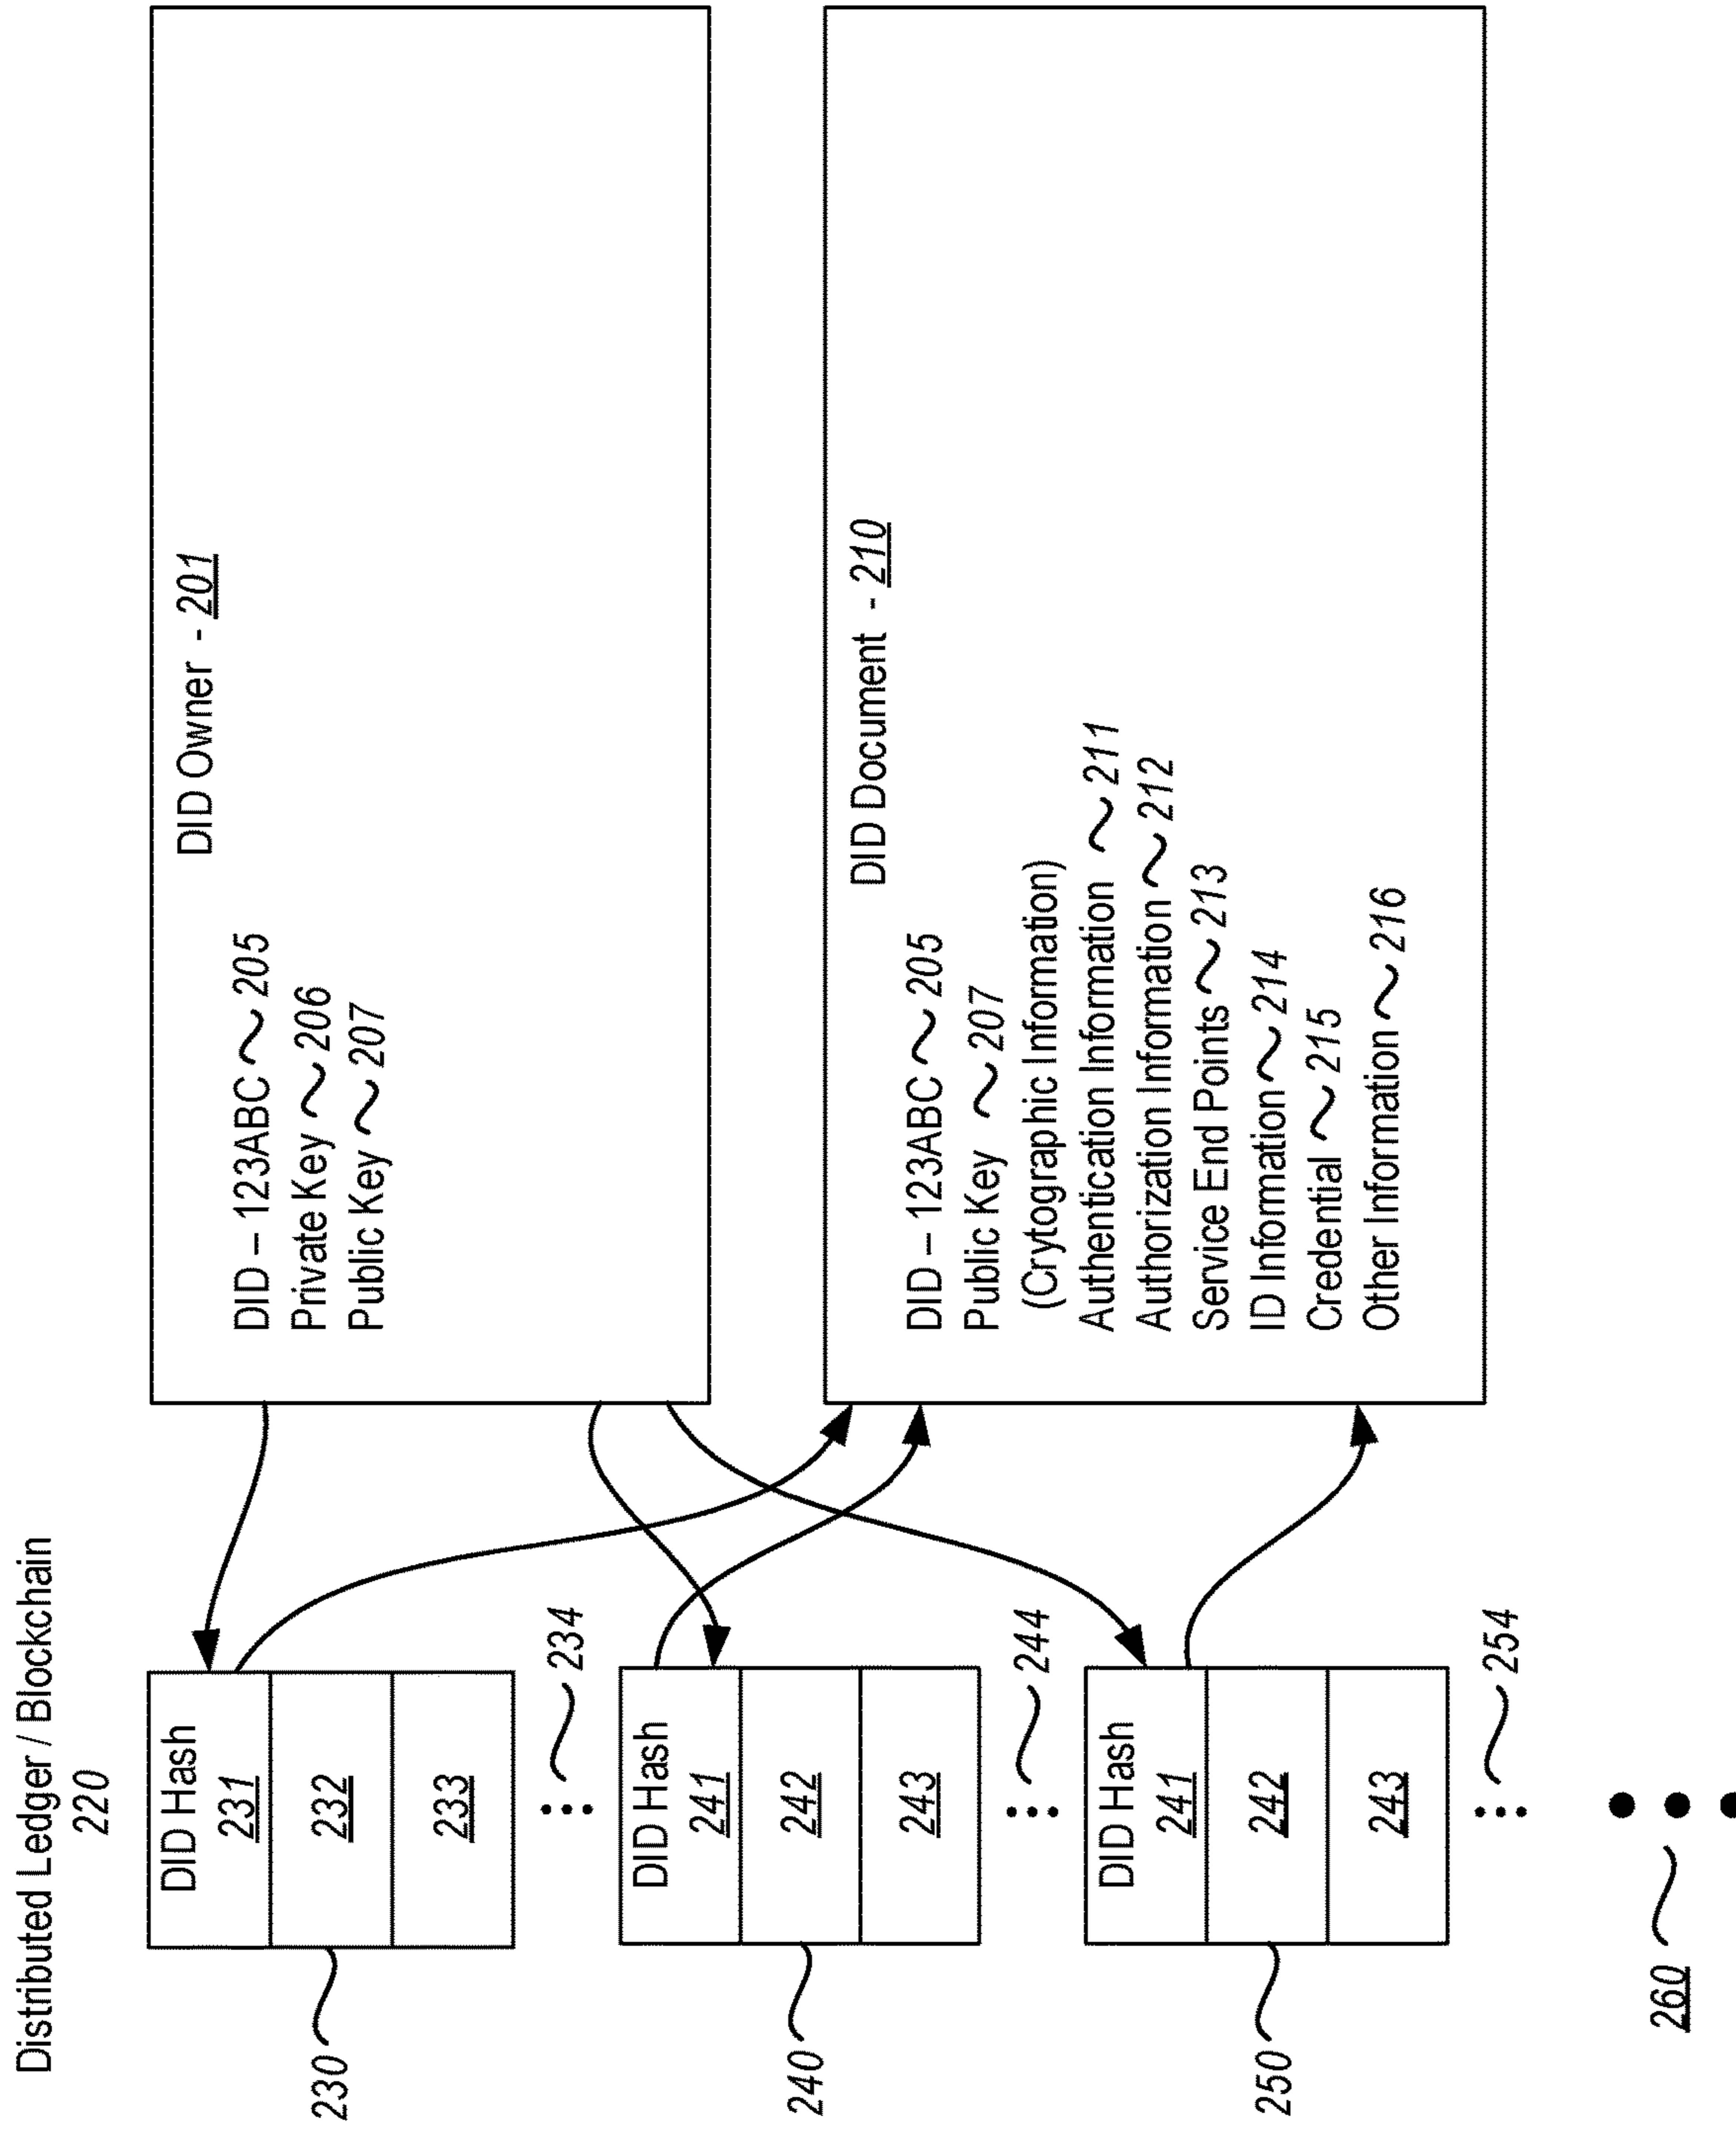 Distributed Ledger / Blockchain
220
DID Owner - 201
DID – 123ABC 205
Private Key 206
Public Key 207
DID Document - 210
DID – 123ABC 205
Public Key 207
(Crytographic Information)
Authentication Information 211
Authorization Information 212
Service End Points 213
ID Information 214
Credential 215
Other Information 216
230
DID Hash
231
232
233
234
240
DID Hash
241
242
243
244
250
DID Hash
241
242
243
254
260